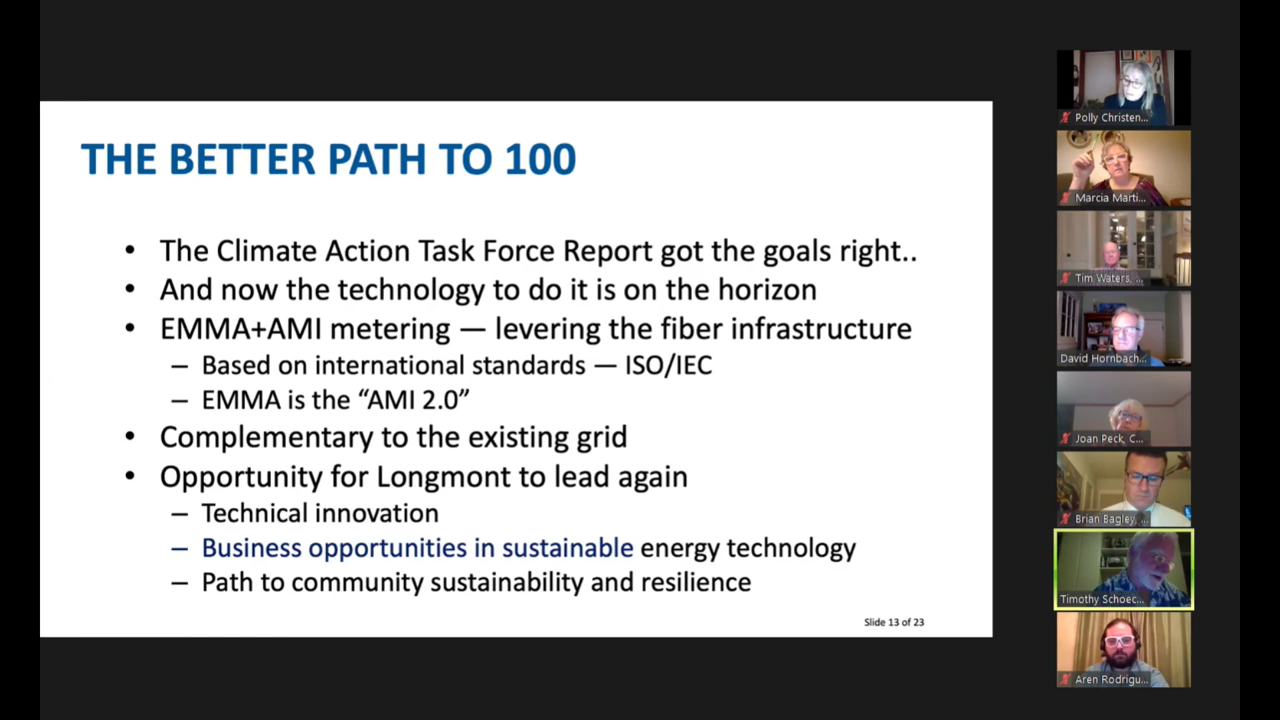 THE BETTER PATH TO 100
• The Climate Action Task Force Report got the goals right..
• And now the technology to do it is on the horizon
• EMMA+AMI metering — levering the fiber infrastructure
– Based on international standards — ISO/IEC
– EMMA is the “AMI 2.0”
• Complementary to the existing grid
• Opportunity for Longmont to lead again
– Technical innovation
– Business opportunities in sustainable energy technology
– Path to community sustainability and resilience
Slide 13 of 23
Polly Christen...
Marcia Marti...
Tim Waters, ...
David Hornbach...
Joan Peck, C...
Brian Bagley, ...
Timothy Schoec...
Aren Rodrigu...